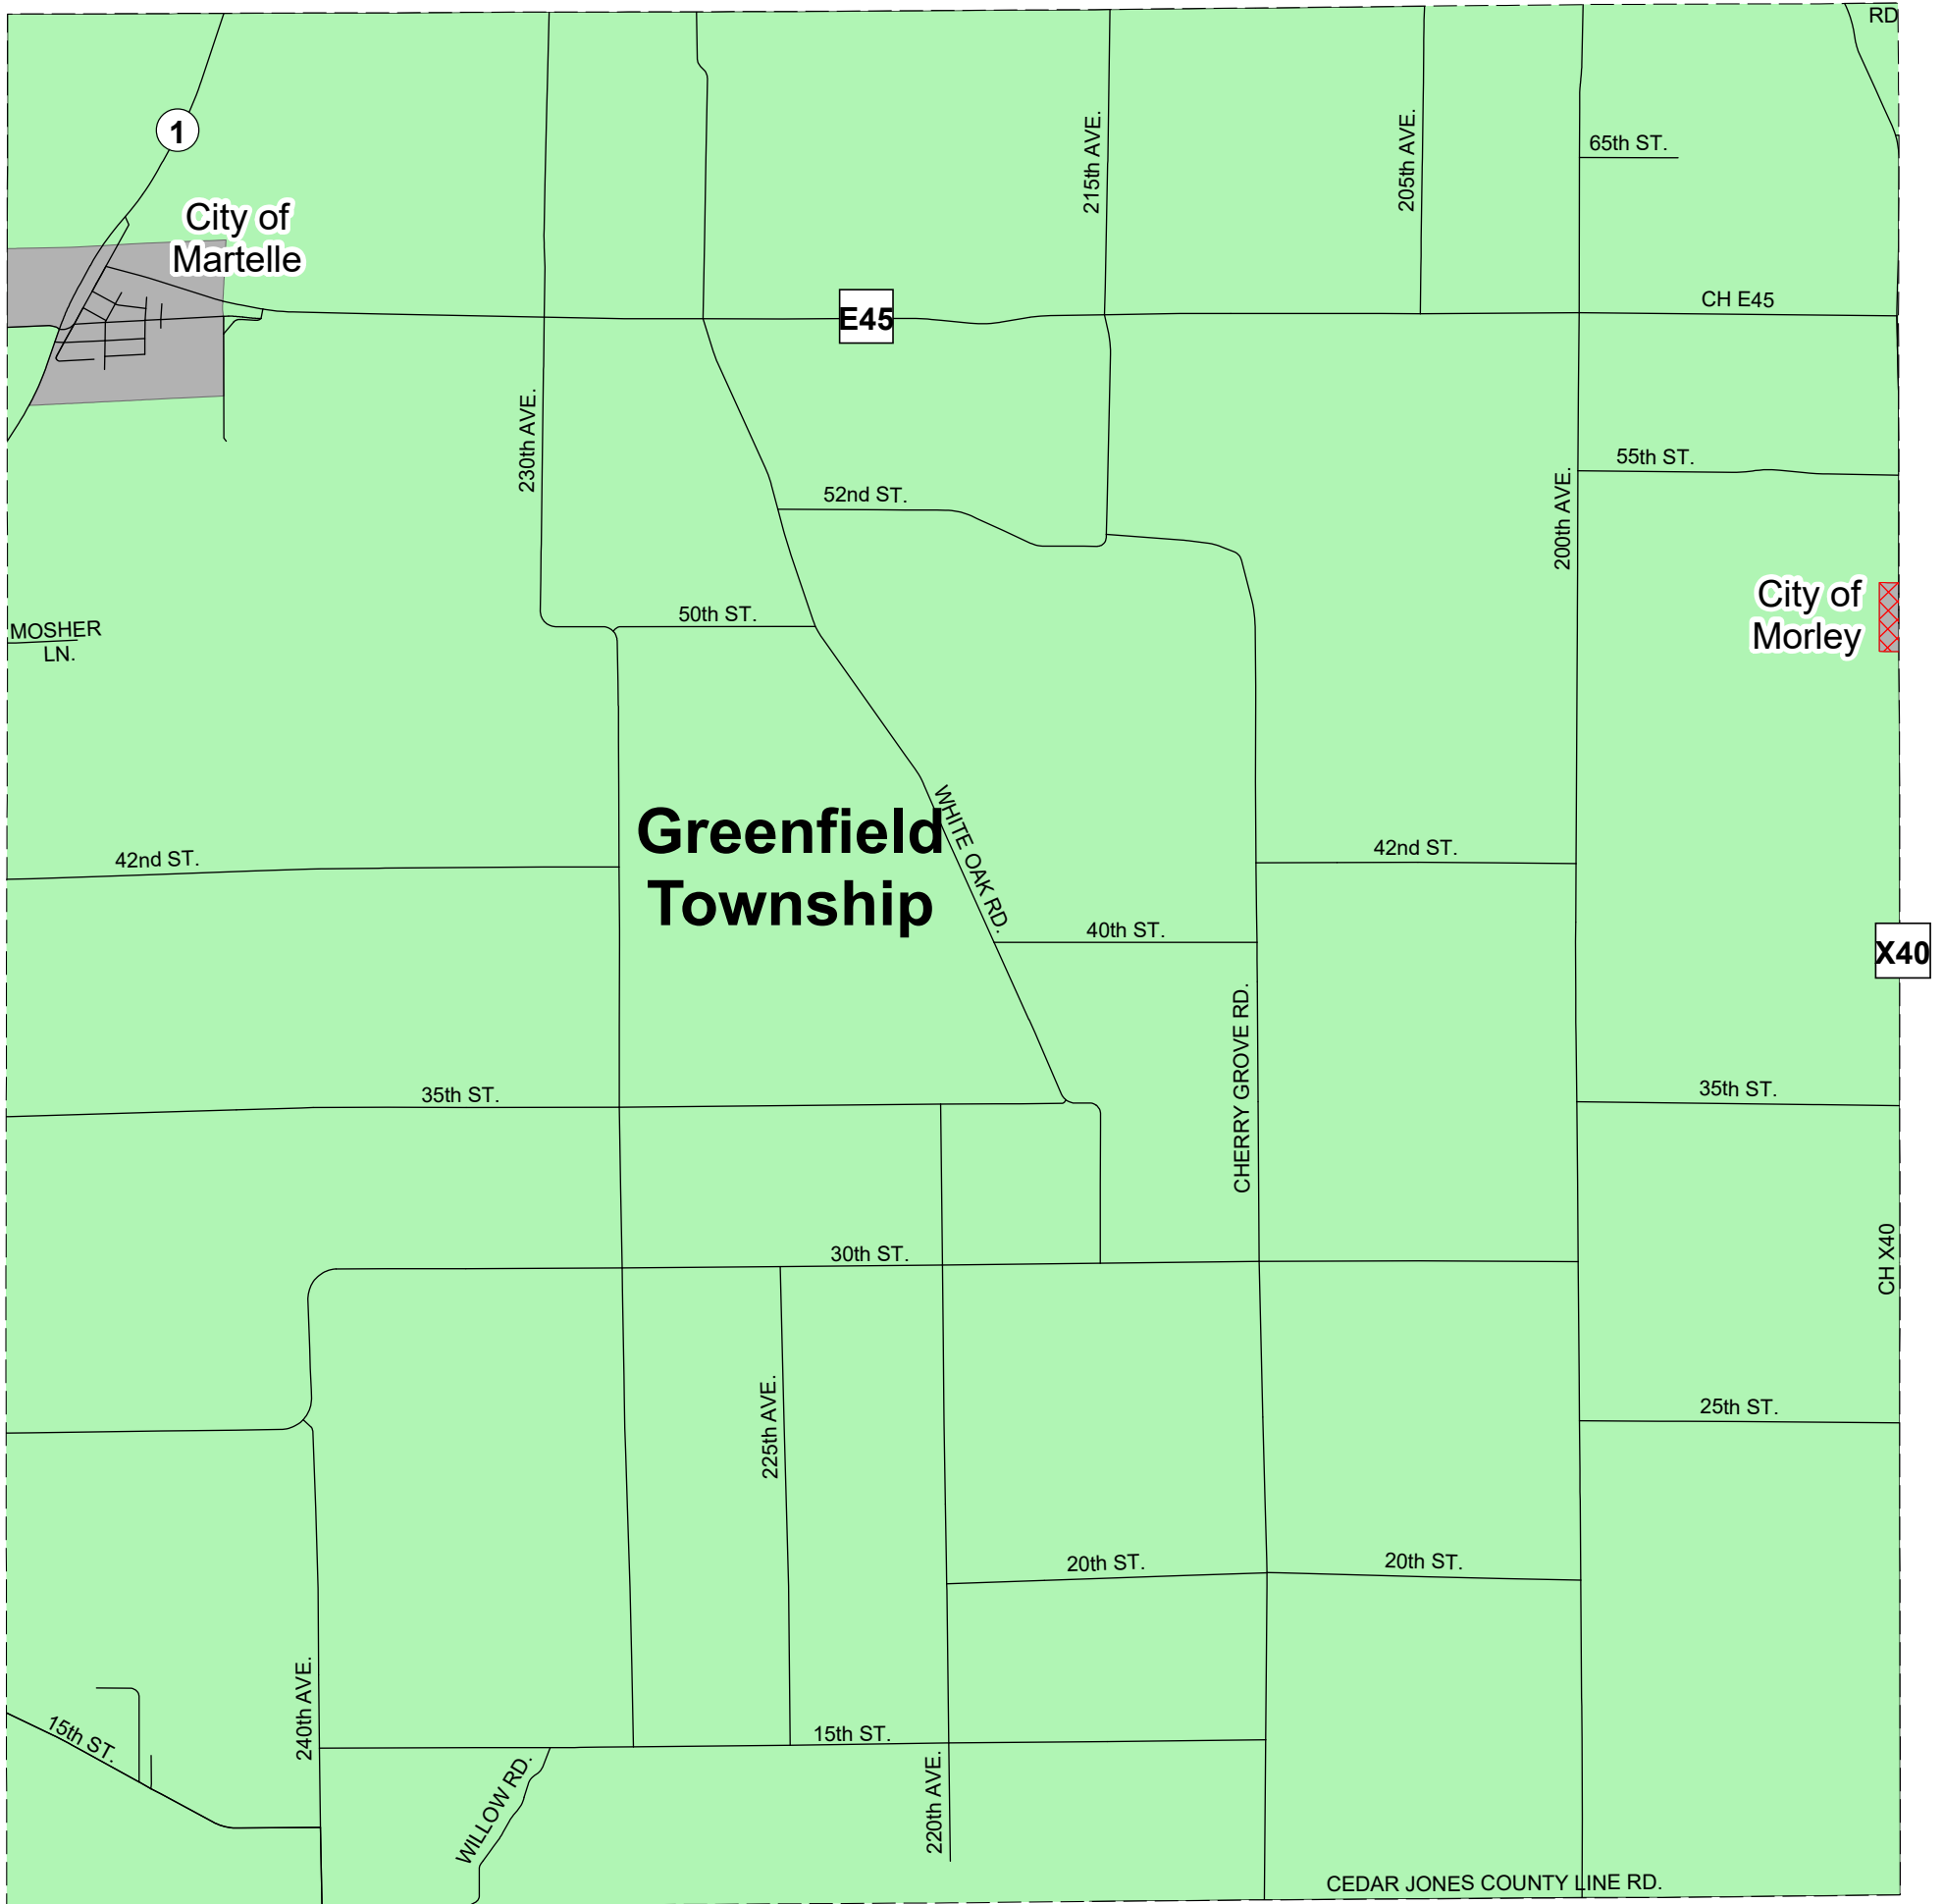 RD
1
215th AVE.
205th AVE.
65th ST.
City of
Martelle
E45
CH E45
230th AVE.
55th ST.
52nd ST.
200th AVE.
City of
Morley
50th ST.
MOSHER
LN.
Greenfield
Township
WHITE OAK RD.
42nd ST.
42nd ST.
40th ST.
X40
CHERRY GROVE RD.
35th ST.
35th ST.
30th ST.
CH X40
225th AVE.
25th ST.
20th ST.
20th ST.
240th AVE.
15th ST.
15th ST.
WILLOW RD.
220th AVE.
CEDAR JONES COUNTY LINE RD.